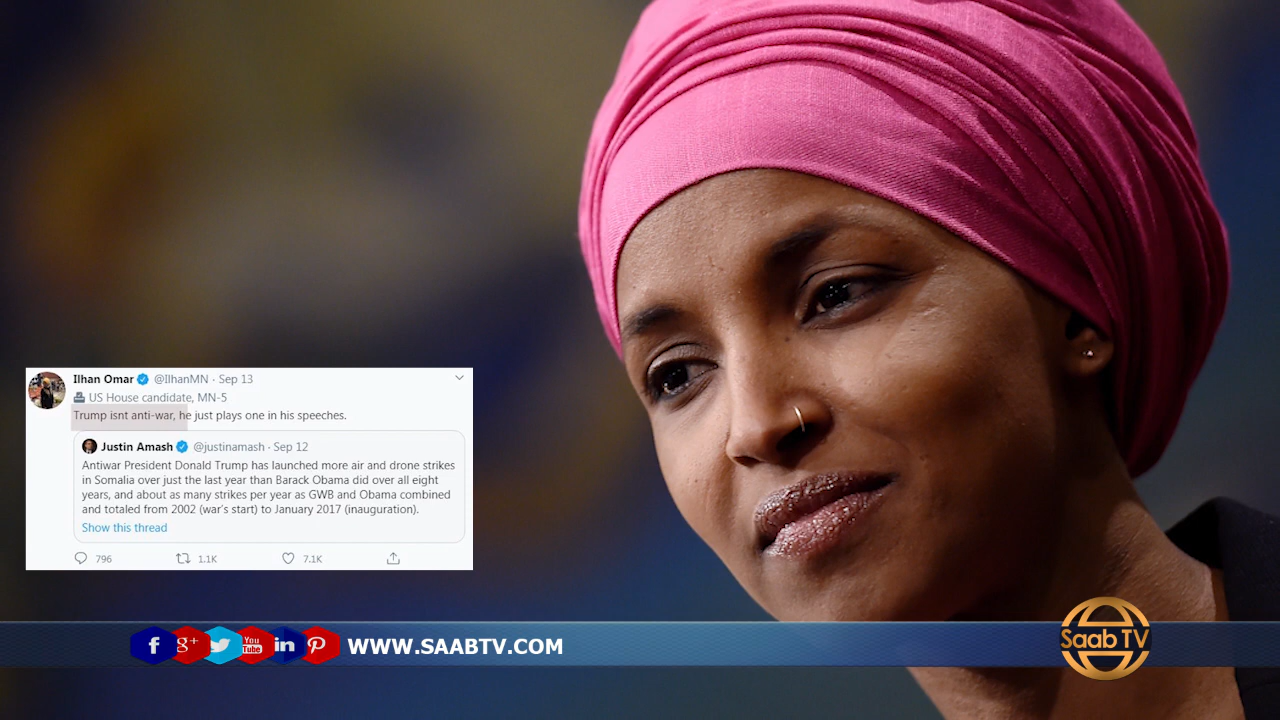 Ilhan Omar @IlhanMN · Sep 13
US House candidate, MN-5
Trump isnt anti-war, he just plays one in his speeches.
Justin Amash @justinamash · Sep 12
Antiwar President Donald Trump has launched more air and drone strikes
in Somalia over just the last year than Barack Obama did over all eight
years, and about as many strikes per year as GWB and Obama combined
and totaled from 2002 (war's start) to January 2017 (inauguration).
Show this thread
796 1.1K 7.1K
f g+ You Tube in WWW.SAABTV.COM
Saab TV